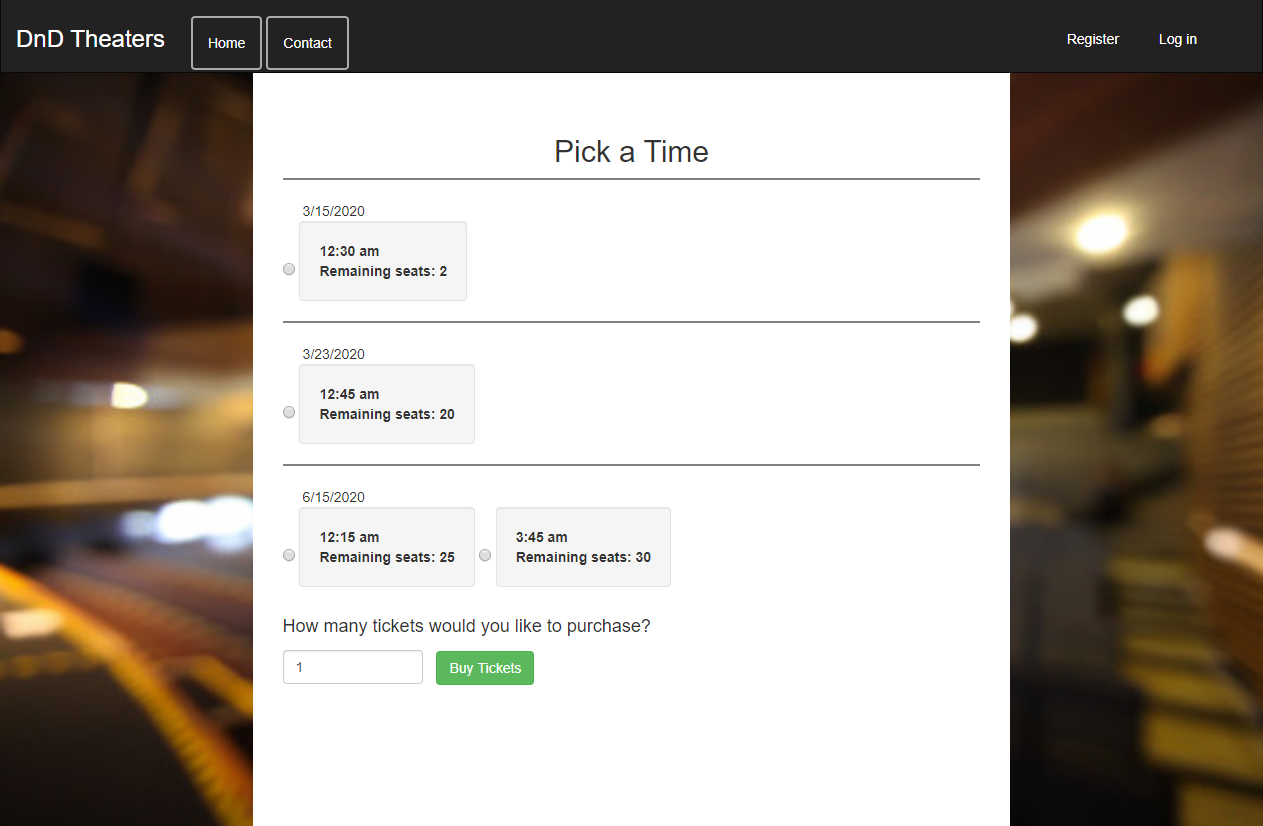 DnD Theaters Home Contact Register Log in
Pick a Time
3/15/2020
12:30 am
Remaining seats: 2
3/23/2020
12:45 am
Remaining seats: 20
6/15/2020
12:15 am
Remaining seats: 25
3:45 am
Remaining seats: 30
How many tickets would you like to purchase?
1 Buy Tickets